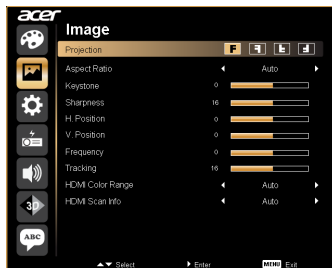 acer
Image
Projection F F F F
Aspect Ratio Auto
Keystone 0
Sharpness 16
H. Position 0
V. Position 0
Frequency 0
Tracking 16
HDMI Color Range Auto
HDMI Scan Info Auto
3D
ABC
Select Enter MENU Exit